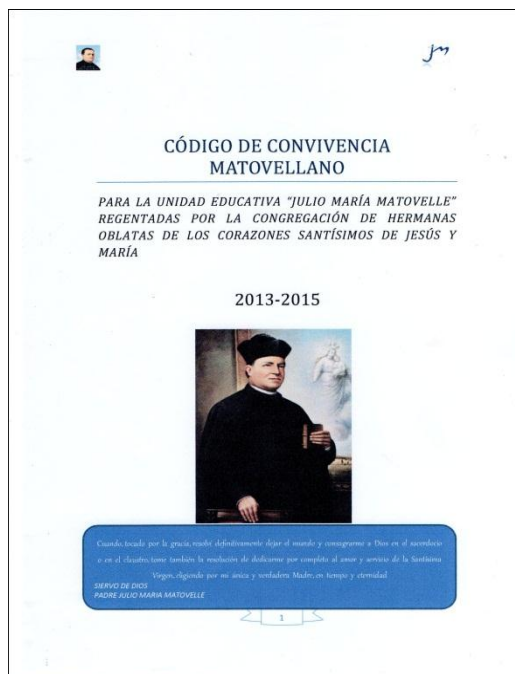 jm
CÓDIGO DE CONVIVENCIA
MATOVELLANO
PARA LA UNIDAD EDUCATIVA "JULIO MARÍA MATOVELLE"
REGENTADAS POR LA CONGREGACIÓN DE HERMANAS
OBLATAS DE LOS CORAZONES SANTÍSIMOS DE JESÚS Y
MARÍA
2013-2015
Cuando, tocado por la gracia, resolví definitivamente dejar el mundo y consagrarme a Dios en el sacerdocio
o en el claustro, tome también la resolución de dedicarme por completo al amor y servicio de la Santísima
Virgen, eligiendo por mi única y verdadera Madre, en tiempo y eternidad
SIERVO DE DIOS
PADRE JULIO MARIA MATOVELLE
1